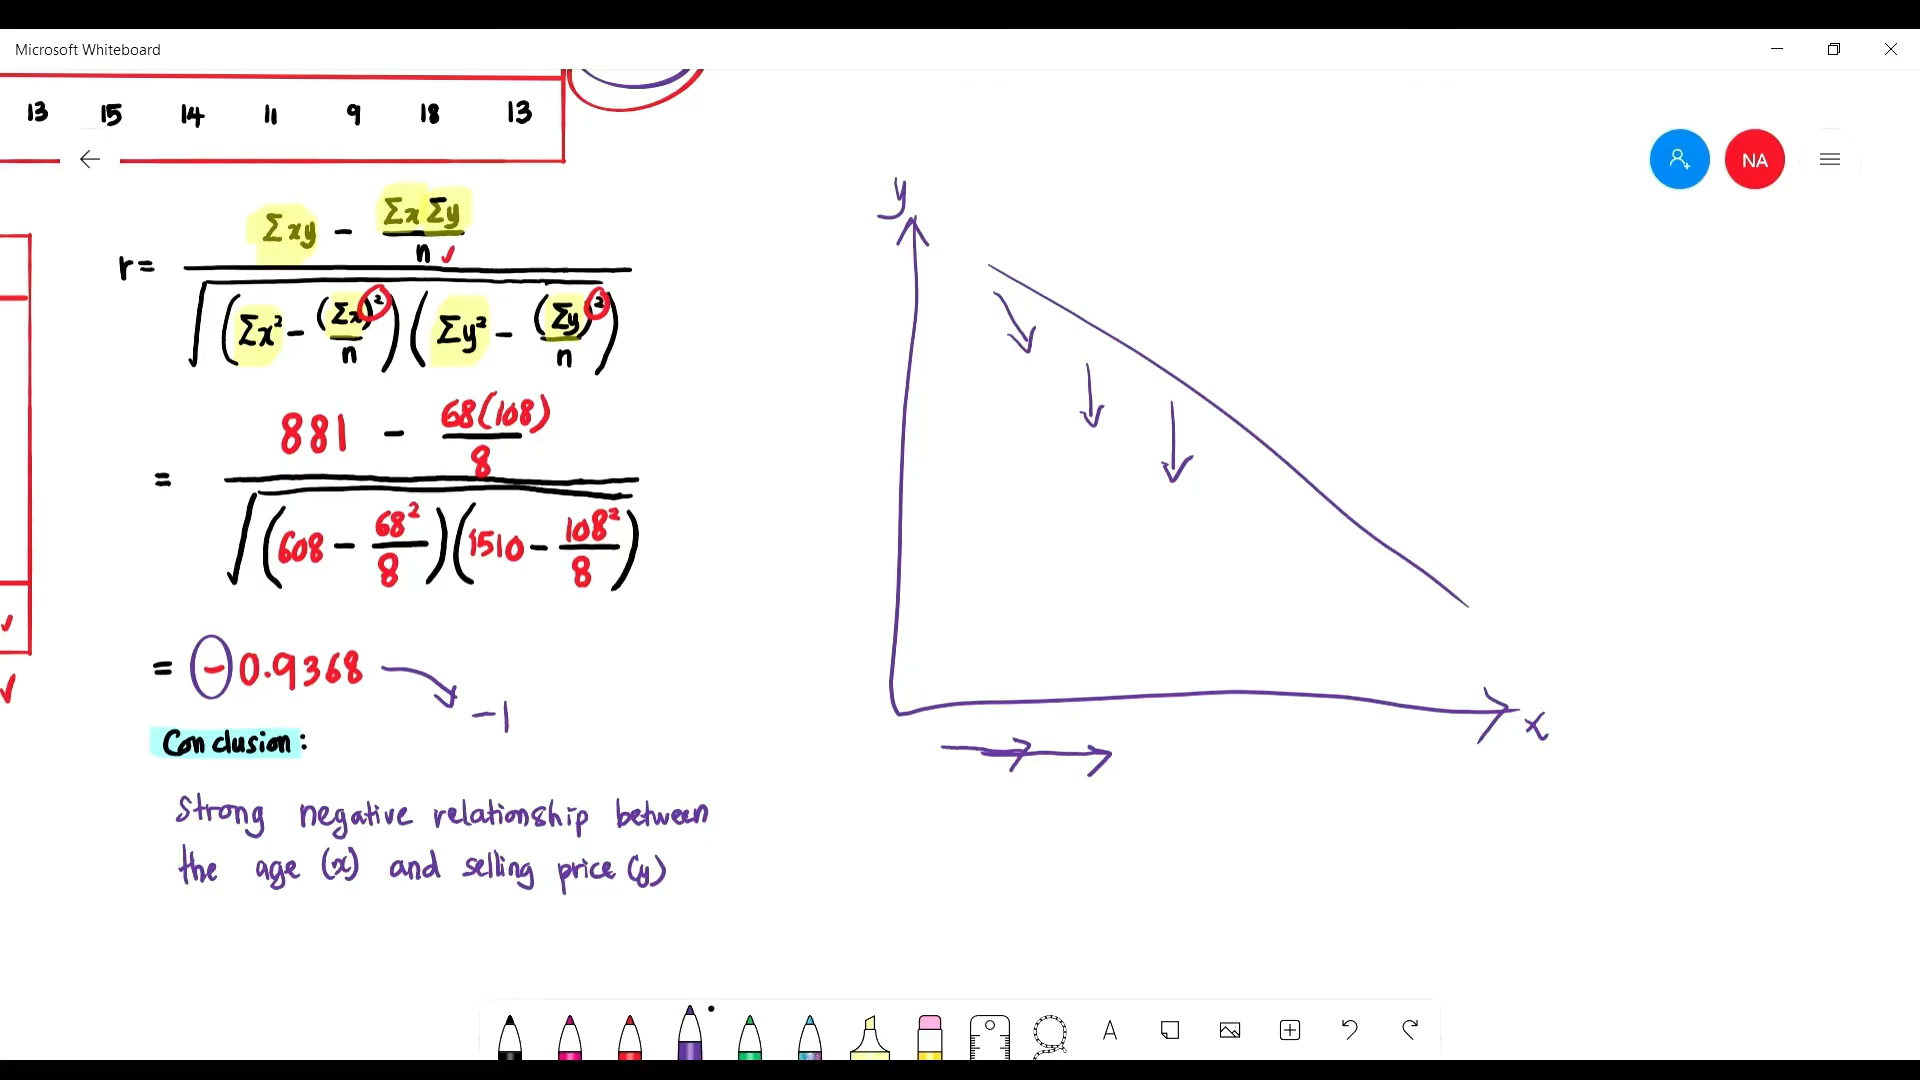 Microsoft Whiteboard
13 15 14 11 9 18 13
NA
r = (Σxy - (Σx Σy)/n ✓) / √((Σx² - (Σx)²/n)(Σy² - (Σy)²/n))
= (881 - 68(108)/8) / √((608 - 68²/8)(1510 - 108²/8))
= -0.9368
-1
Conclusion:
Strong negative relationship between
the age (x) and selling price (y)
y
x
A